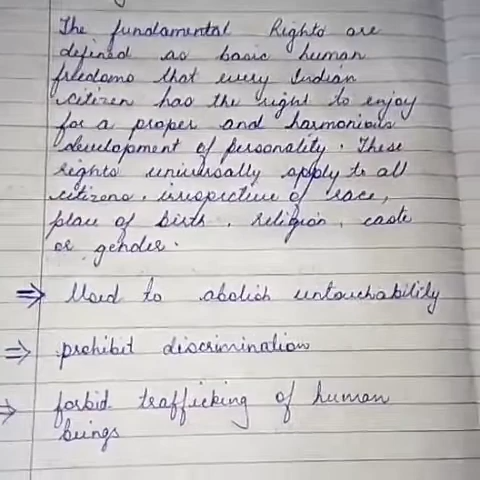 The fundamental Rights are
defined as basic human
freedoms that every Indian
citizen has the right to enjoy
for a proper and harmonious
development of personality. These
rights universally apply to all
citizens, irrespective of race,
place of birth, religion, caste
or gender.
⇒ Used to abolish untouchability
⇒ prohibit discrimination
⇒ forbid trafficking of human
beings